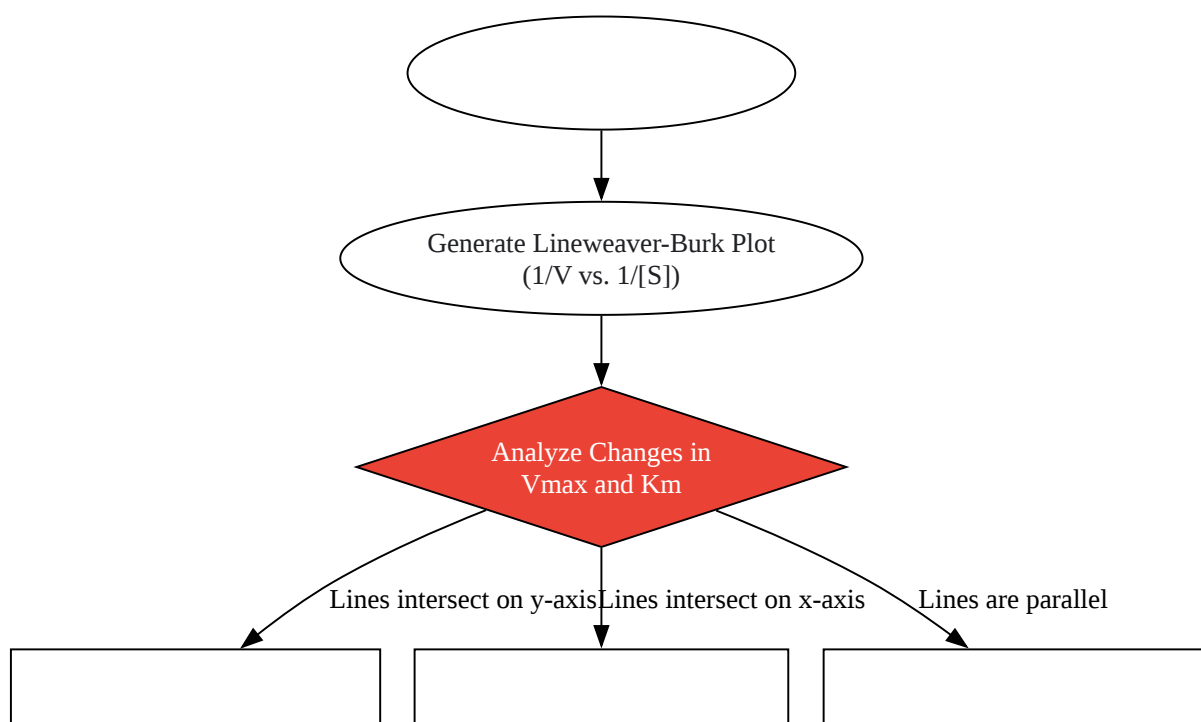 Generate Lineweaver-Burk Plot
(1/V vs. 1/[S])
Analyze Changes in
Vmax and Km
Lines intersect on y-axis
Lines intersect on x-axis
Lines are parallel